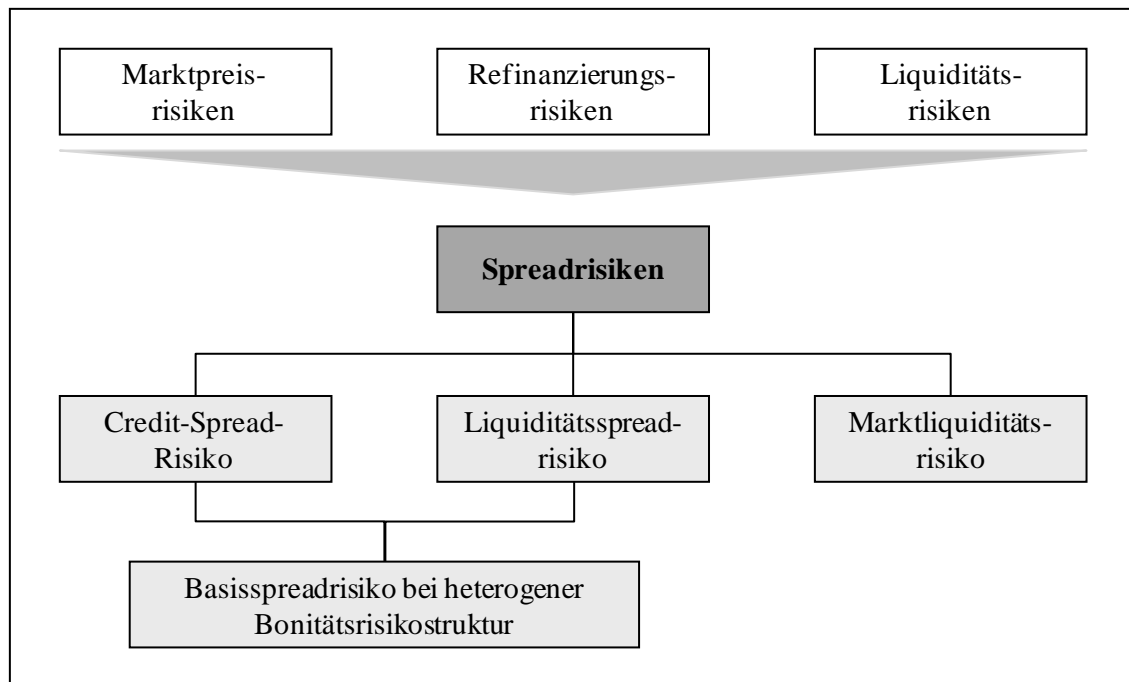 Marktpreis-
risiken
Refinanzierungs-
risiken
Liquiditäts-
risiken
Spreadrisiken
Credit-Spread-
Risiko
Liquiditätsspread-
risiko
Marktliquiditäts-
risiko
Basisspreadrisiko bei heterogener
Bonitätsrisikostruktur